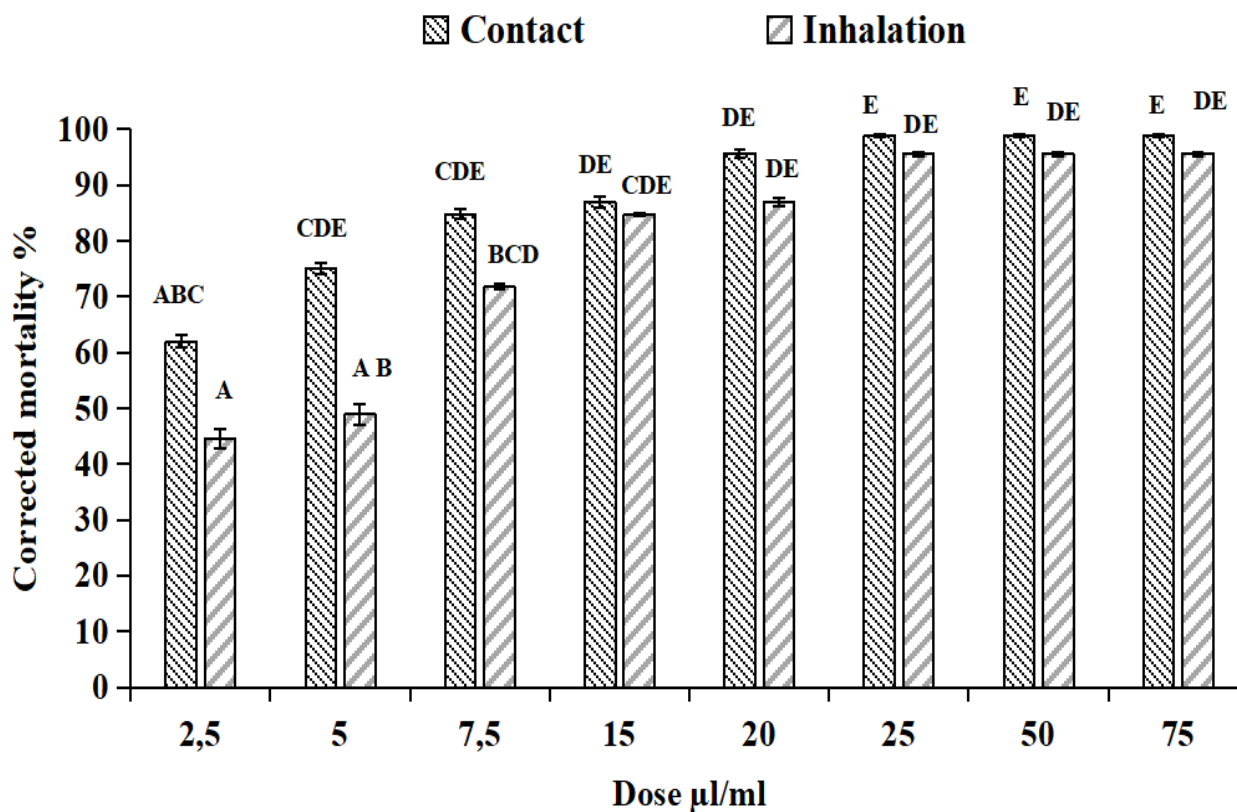 Contact Inhalation
Corrected mortality %
100
90
80
70
60
50
40
30
20
10
0
ABC
A
CDE
A B
CDE
BCD
DE
CDE
DE
DE
E
DE
E
DE
E
DE
2,5 5 7,5 15 20 25 50 75
Dose µl/ml